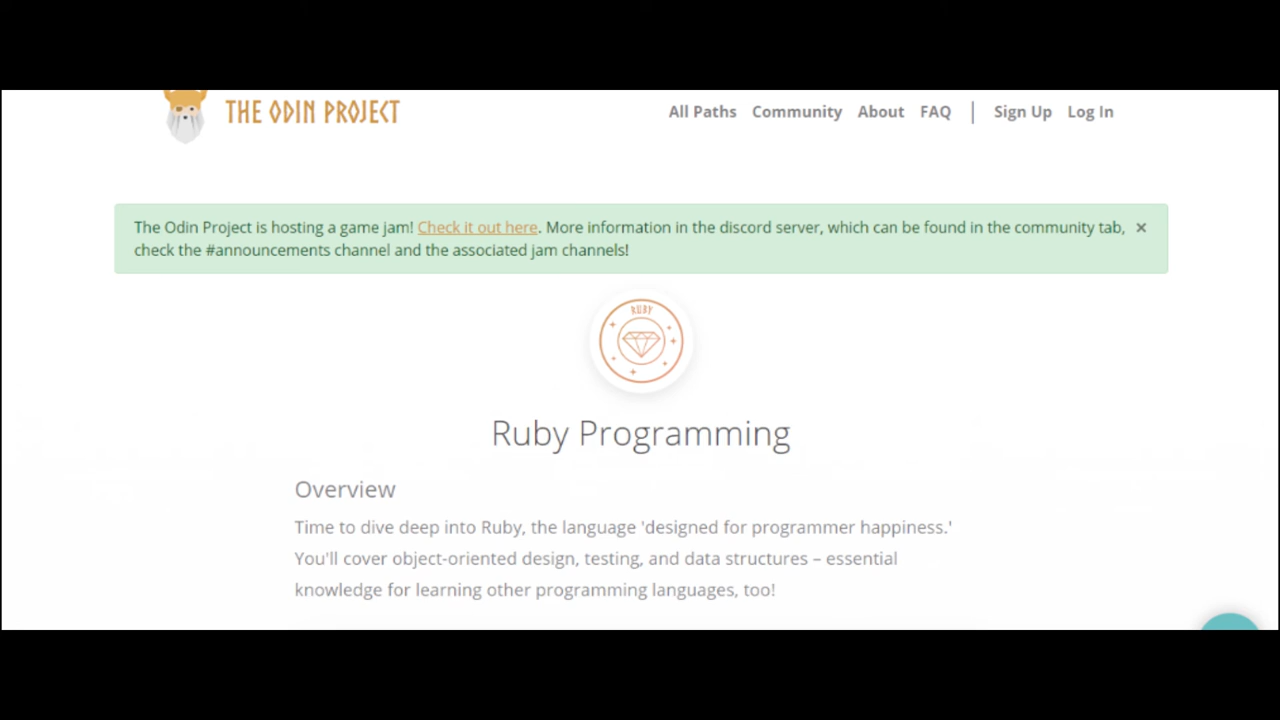 THE ODIN PROJECT
All Paths Community About FAQ | Sign Up Log In
The Odin Project is hosting a game jam! Check it out here. More information in the discord server, which can be found in the community tab, ×
check the #announcements channel and the associated jam channels!
RUBY
Ruby Programming
Overview
Time to dive deep into Ruby, the language 'designed for programmer happiness.'
You'll cover object-oriented design, testing, and data structures – essential
knowledge for learning other programming languages, too!